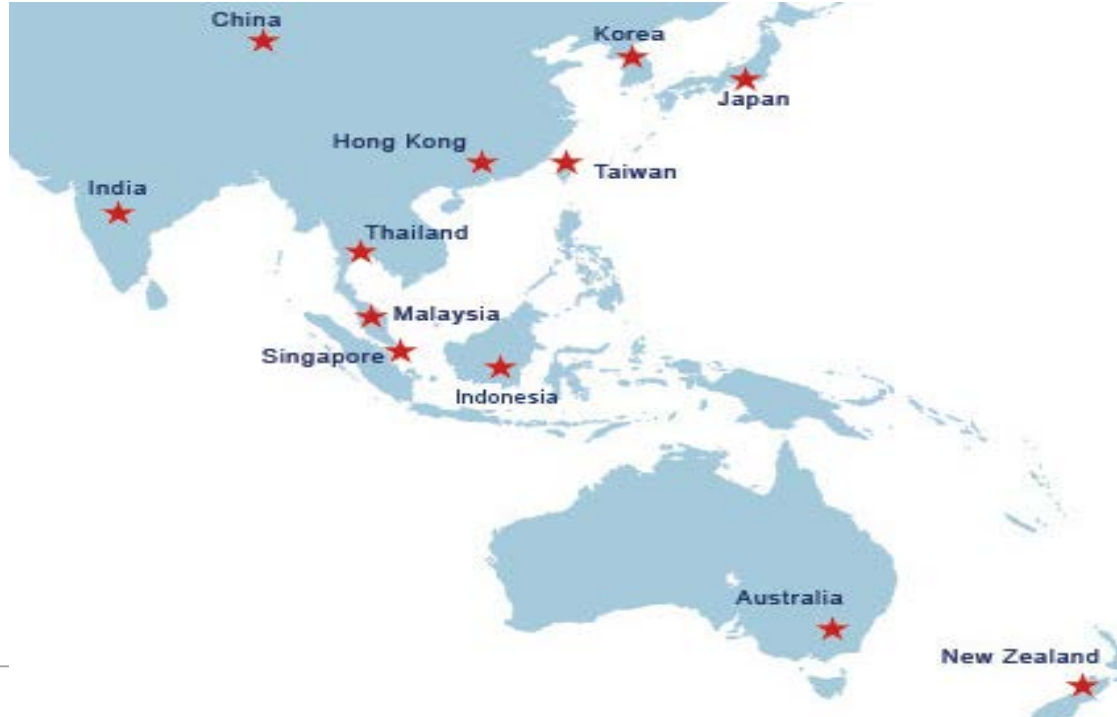 China
Korea
Japan
Hong Kong
Taiwan
India
Thailand
Malaysia
Singapore
Indonesia
Australia
New Zealand